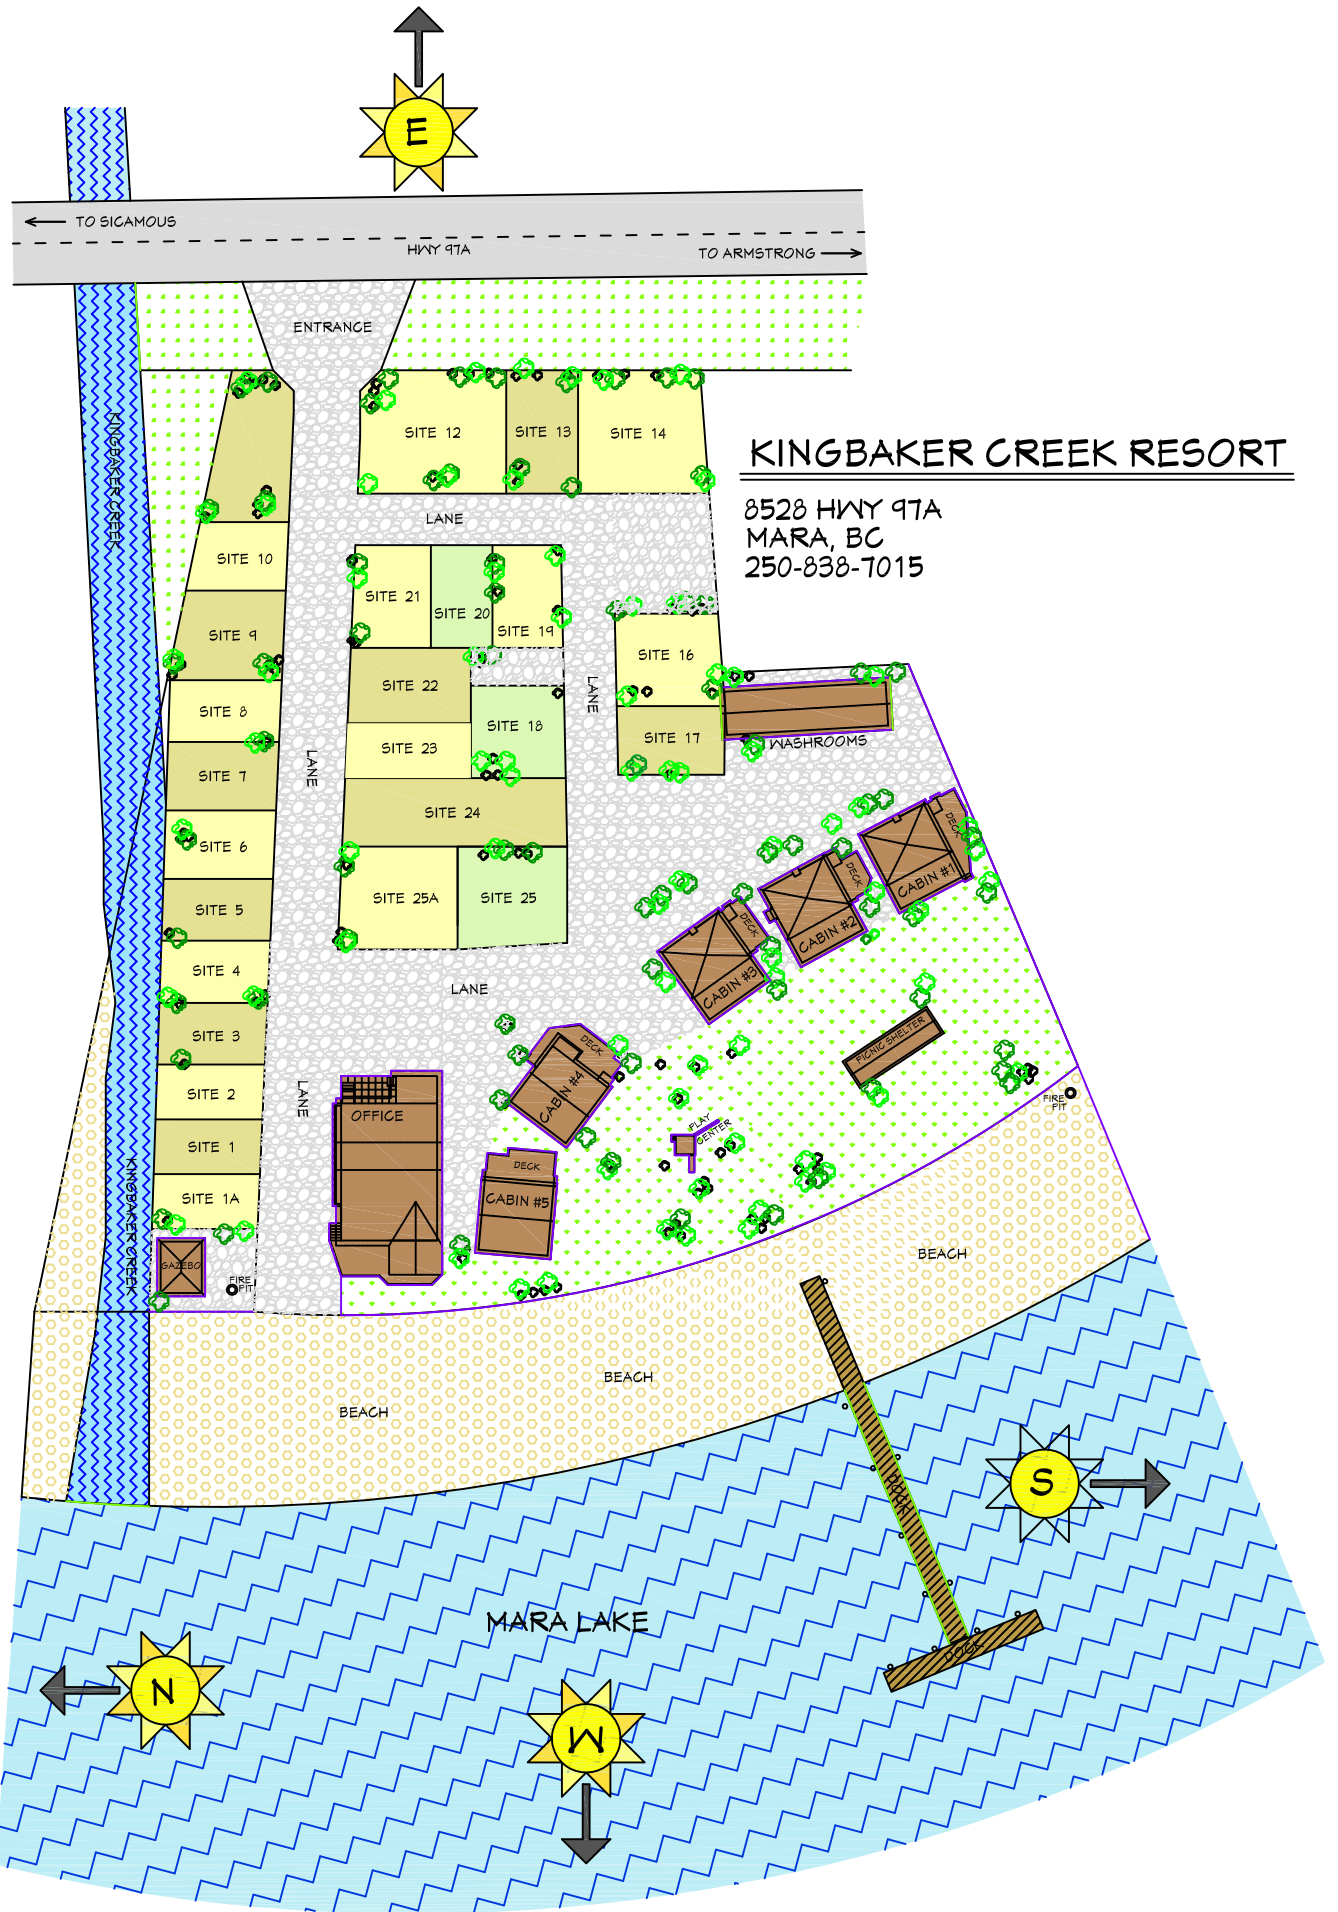 E
TO SICAMOUS
HWY 97A
TO ARMSTRONG
ENTRANCE
KINGBAKER CREEK
SITE 12
SITE 13
SITE 14
KINGBAKER CREEK RESORT
8528 HWY 97A
MARA, BC
250-838-7015
LANE
SITE 10
SITE 21
SITE 20
SITE 19
SITE 9
SITE 16
SITE 22
LANE
SITE 8
SITE 18
SITE 17
WASHROOMS
SITE 23
LANE
SITE 7
SITE 24
SITE 6
DECK
CABIN #1
DECK
CABIN #2
SITE 25A
SITE 25
SITE 5
DECK
CABIN #3
SITE 4
LANE
SITE 3
PICNIC SHELTER
DECK
CABIN #4
SITE 2
LANE
OFFICE
FIRE
PIT
PLAY
CENTER
SITE 1
DECK
CABIN #5
SITE 1A
KINGBAKER CREEK
GAZEBO
FIRE
PIT
BEACH
BEACH
BEACH
DOCK
S
MARA LAKE
DOCK
N
W